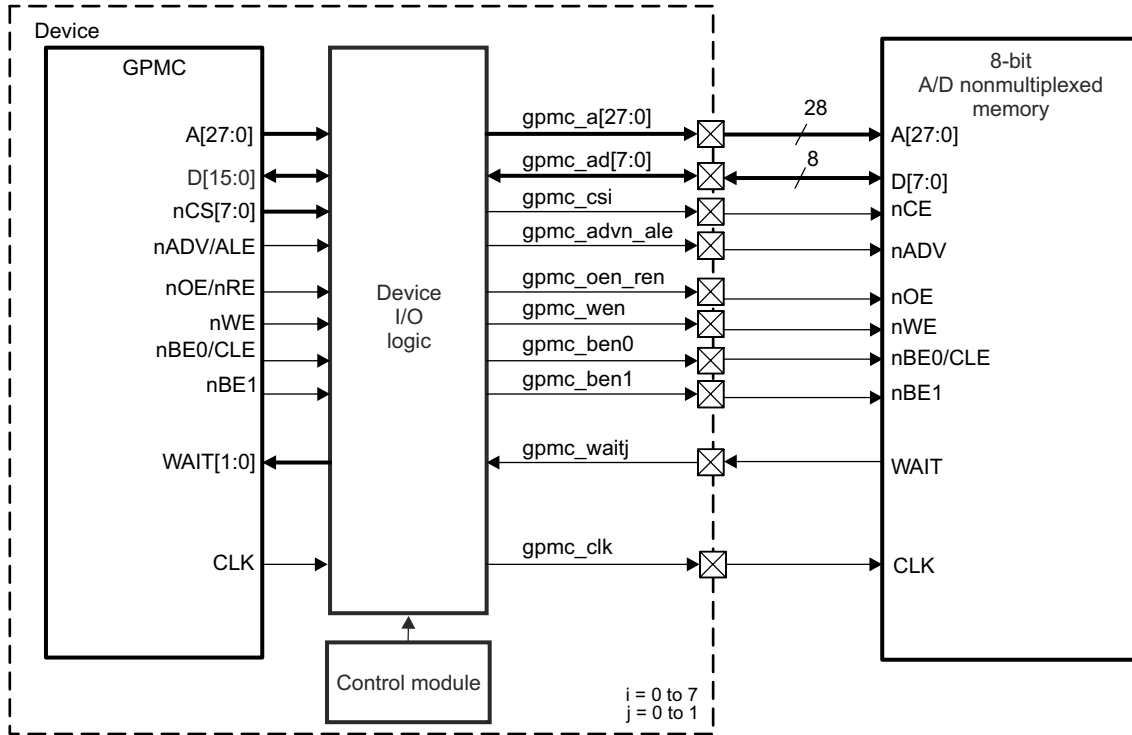 Device
GPMC
A[27:0]
D[15:0]
nCS[7:0]
nADV/ALE
nOE/nRE
nWE
nBE0/CLE
nBE1
WAIT[1:0]
CLK
Device
I/O
logic
Control module
gpmc_a[27:0]
gpmc_ad[7:0]
gpmc_csi
gpmc_advn_ale
gpmc_oen_ren
gpmc_wen
gpmc_ben0
gpmc_ben1
gpmc_waitj
gpmc_clk
i = 0 to 7
j = 0 to 1
28
8
8-bit
A/D nonmultiplexed
memory
A[27:0]
D[7:0]
nCE
nADV
nOE
nWE
nBE0/CLE
nBE1
WAIT
CLK